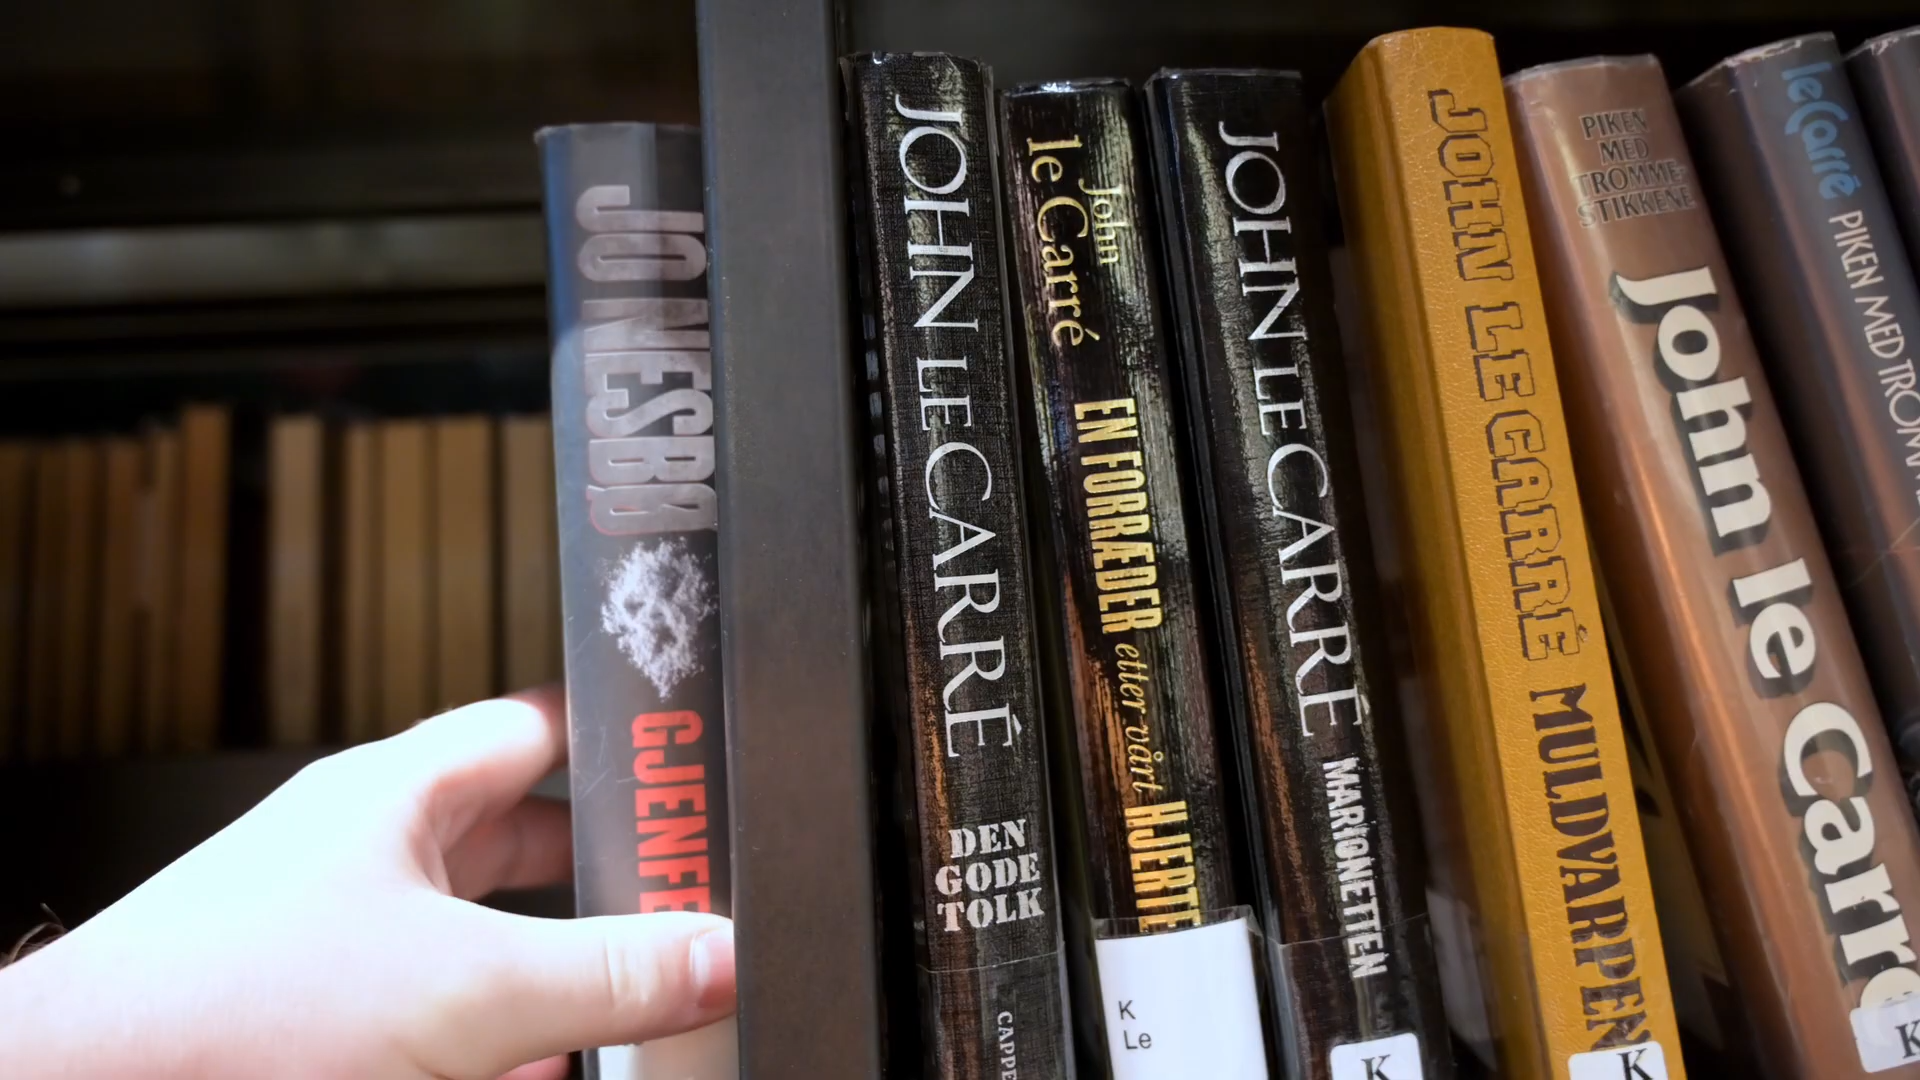 JO NESBØ
GJENFE
JOHN LE CARRÉ
DEN
GODE
TOLK
CAPPE
John
le Carré
EN FORRÆDER etter vårt HJERTE
K
Le
JOHN LE CARRÉ MARIONETTEN
K
JOHN LE CARRÉ MULDVARPEN
K
PIKEN
MED
TROMME-
STIKKENE
John le Carré
K
le Carré PIKEN MED TROM